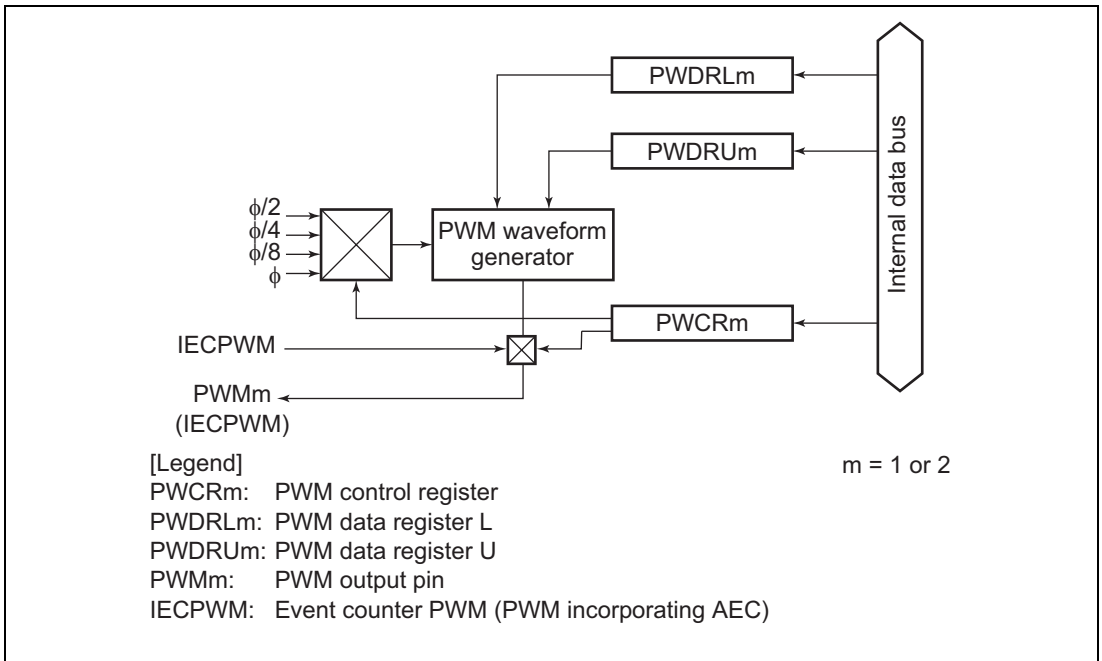 PWDRLm
PWDRUm
Internal data bus
ϕ/2
ϕ/4
ϕ/8
ϕ
PWM waveform
generator
PWCRm
IECPWM
PWMm
(IECPWM)
[Legend]
m = 1 or 2
PWCRm: PWM control register
PWDRLm: PWM data register L
PWDRUm: PWM data register U
PWMm: PWM output pin
IECPWM: Event counter PWM (PWM incorporating AEC)